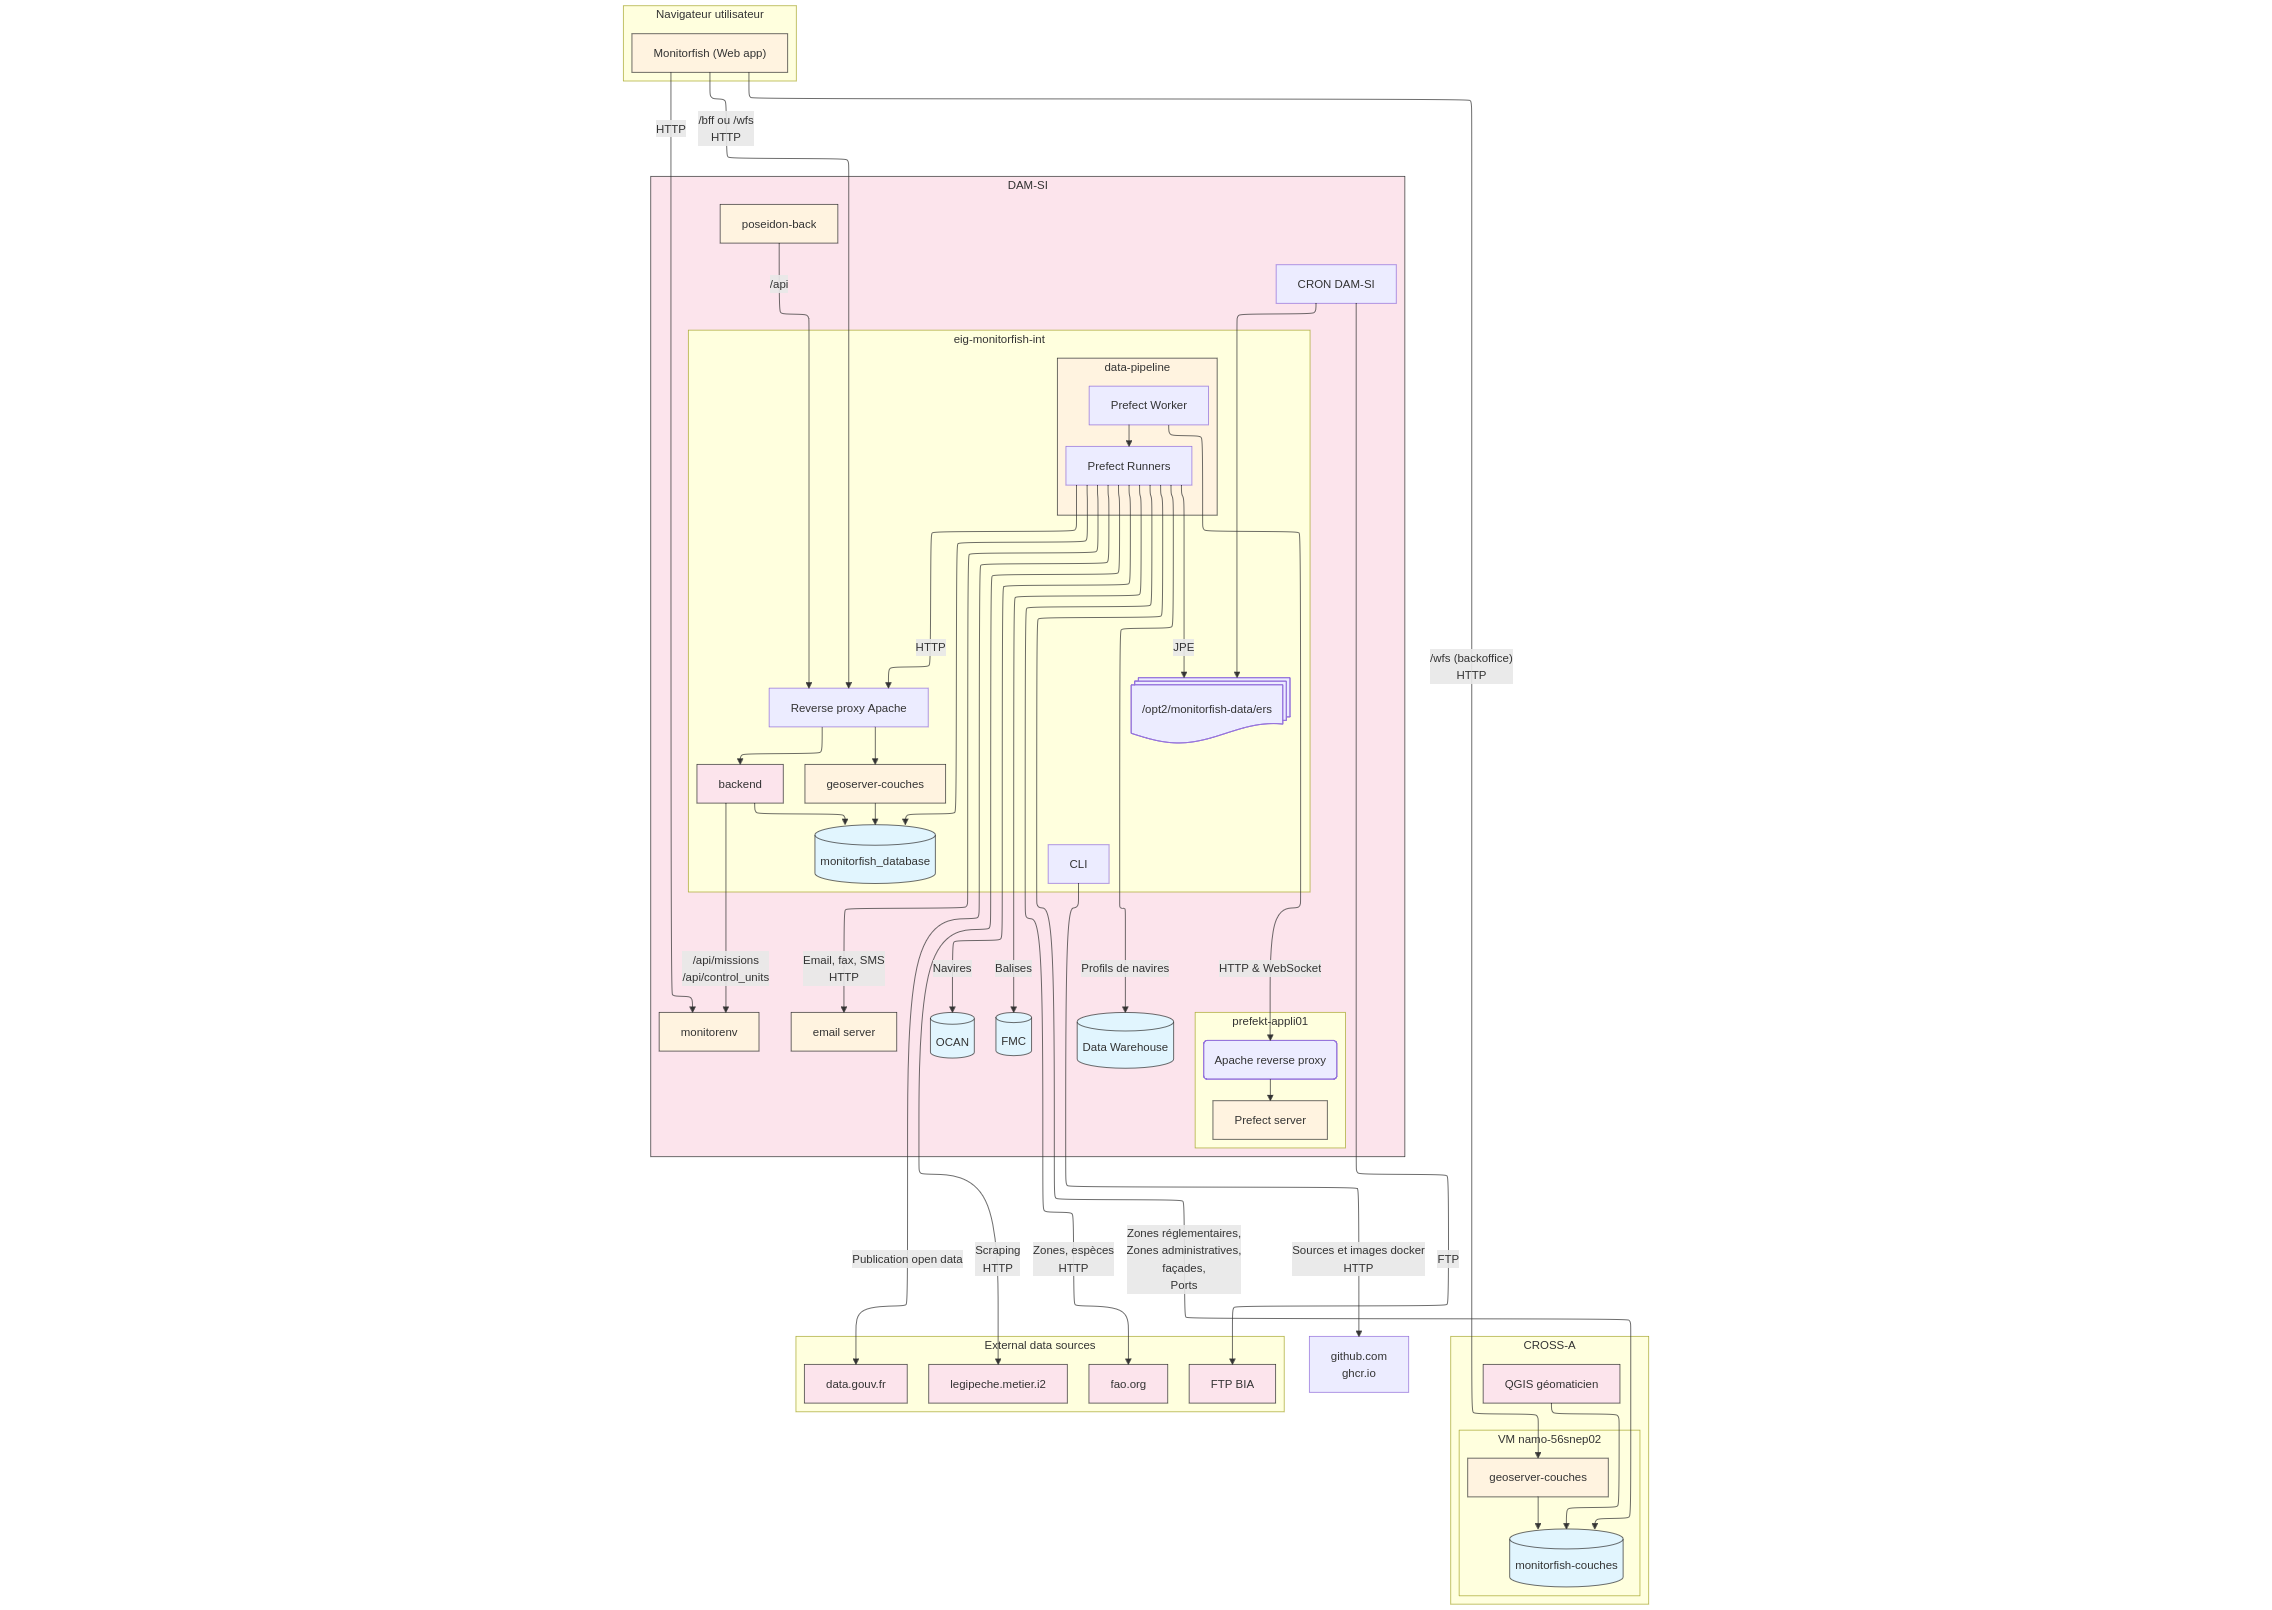 Navigateur utilisateur
Monitorfish (Web app)
HTTP
/bff ou /wfs
HTTP
DAM-SI
poseidon-back
/api
CRON DAM-SI
eig-monitorfish-int
data-pipeline
Prefect Worker
Prefect Runners
HTTP
JPE
/wfs (backoffice)
HTTP
Reverse proxy Apache
/opt2/monitorfish-data/ers
backend
geoserver-couches
monitorfish_database
CLI
/api/missions
/api/control_units
Email, fax, SMS
HTTP
Navires
Balises
Profils de navires
HTTP & WebSocket
monitorenv
email server
OCAN
FMC
Data Warehouse
prefekt-appli01
Apache reverse proxy
Prefect server
Publication open data
Scraping
HTTP
Zones, espèces
HTTP
Zones réglementaires,
Zones administratives,
façades,
Ports
Sources et images docker
HTTP
FTP
External data sources
data.gouv.fr
legipeche.metier.i2
fao.org
FTP BIA
github.com
ghcr.io
CROSS-A
QGIS géomaticien
VM namo-56snep02
geoserver-couches
monitorfish-couches